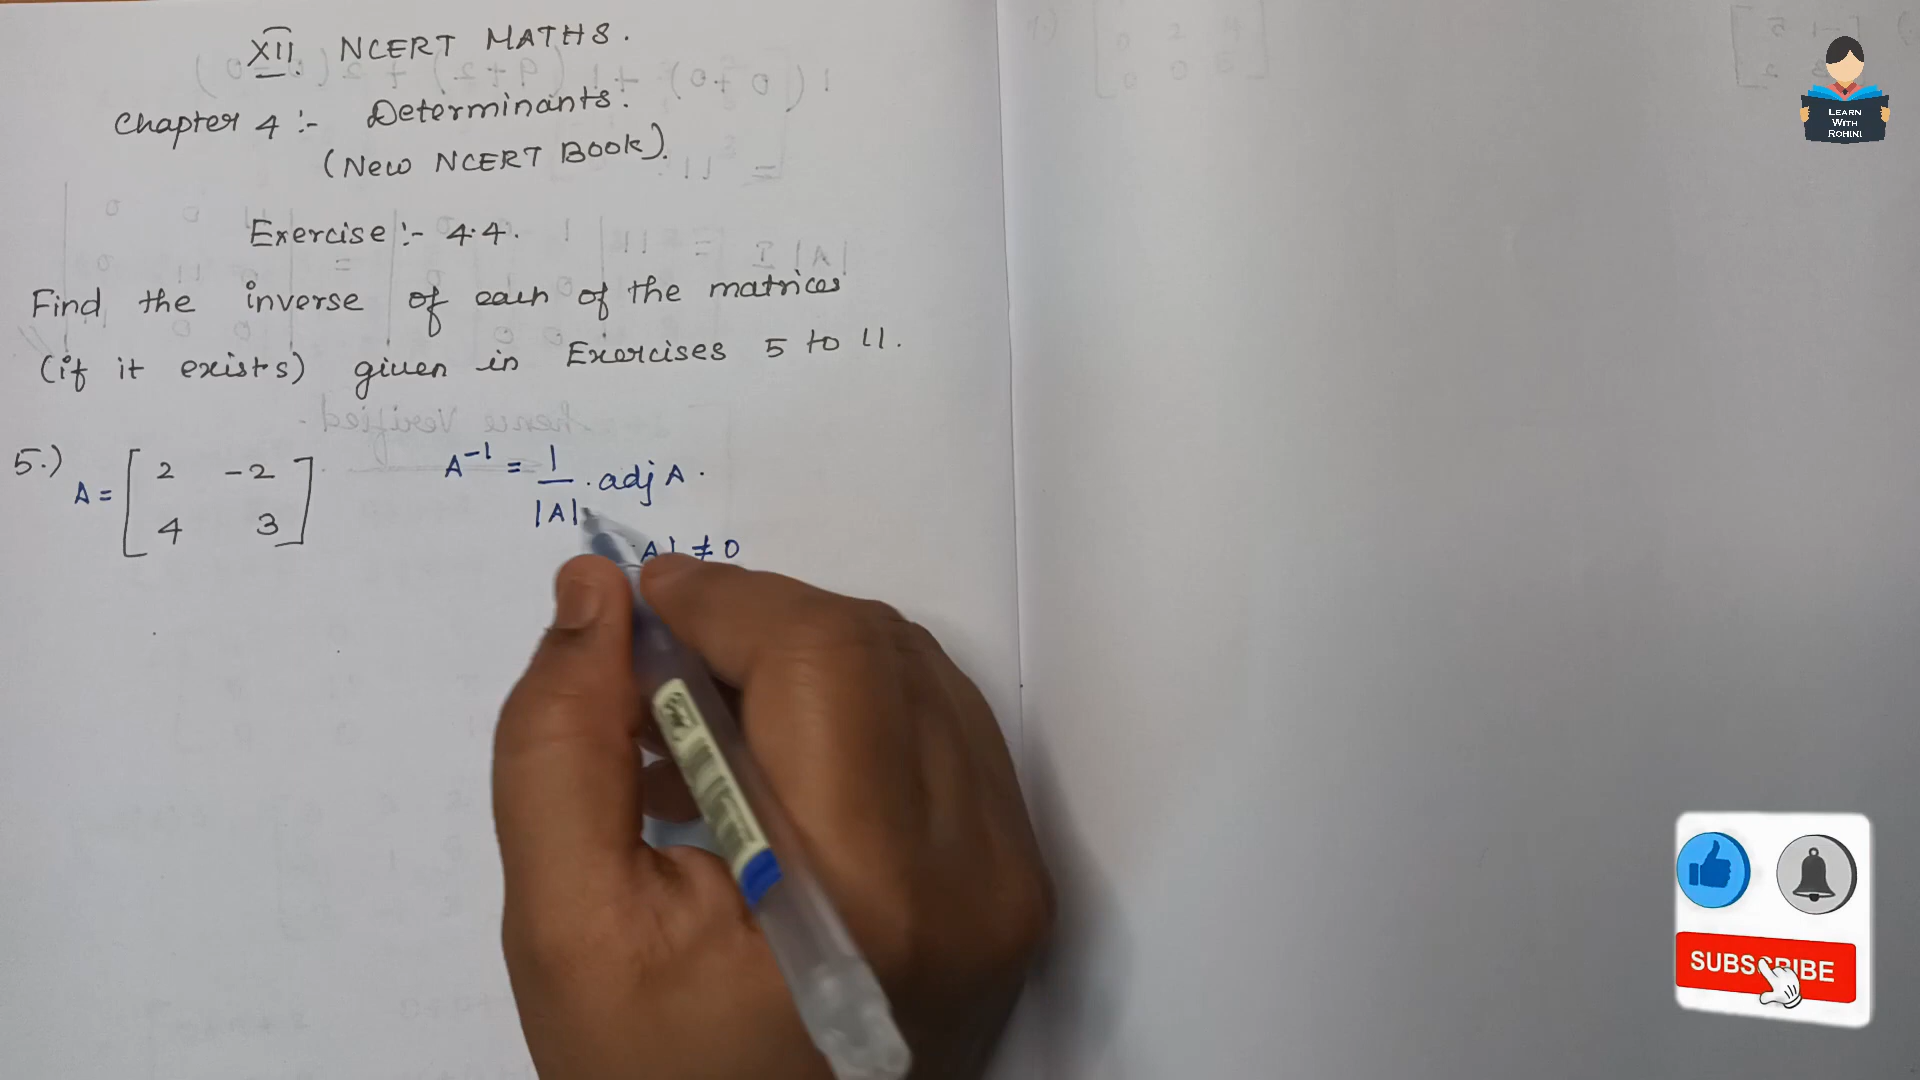 XII NCERT MATHS.
Chapter 4 :- Determinants.
(New NCERT Book).
Exercise :- 4.4.
Find the inverse of each of the matrices
(if it exists) given in Exercises 5 to 11.
5.) A = [ 2 -2
4 3 ]
A⁻¹ = 1/|A| . adj A .
A| ≠ 0
LEARN
WITH
ROHINI
SUBSCRIBE